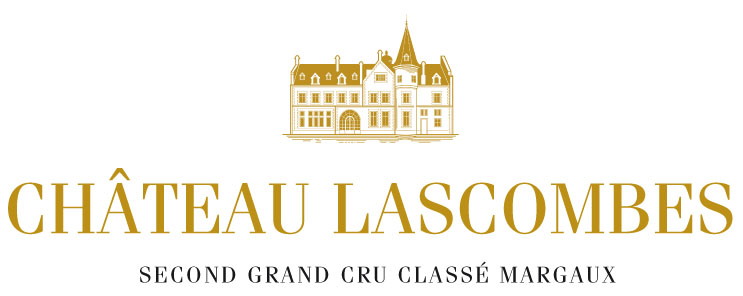 CHÂTEAU LASCOMBES
SECOND GRAND CRU CLASSÉ MARGAUX